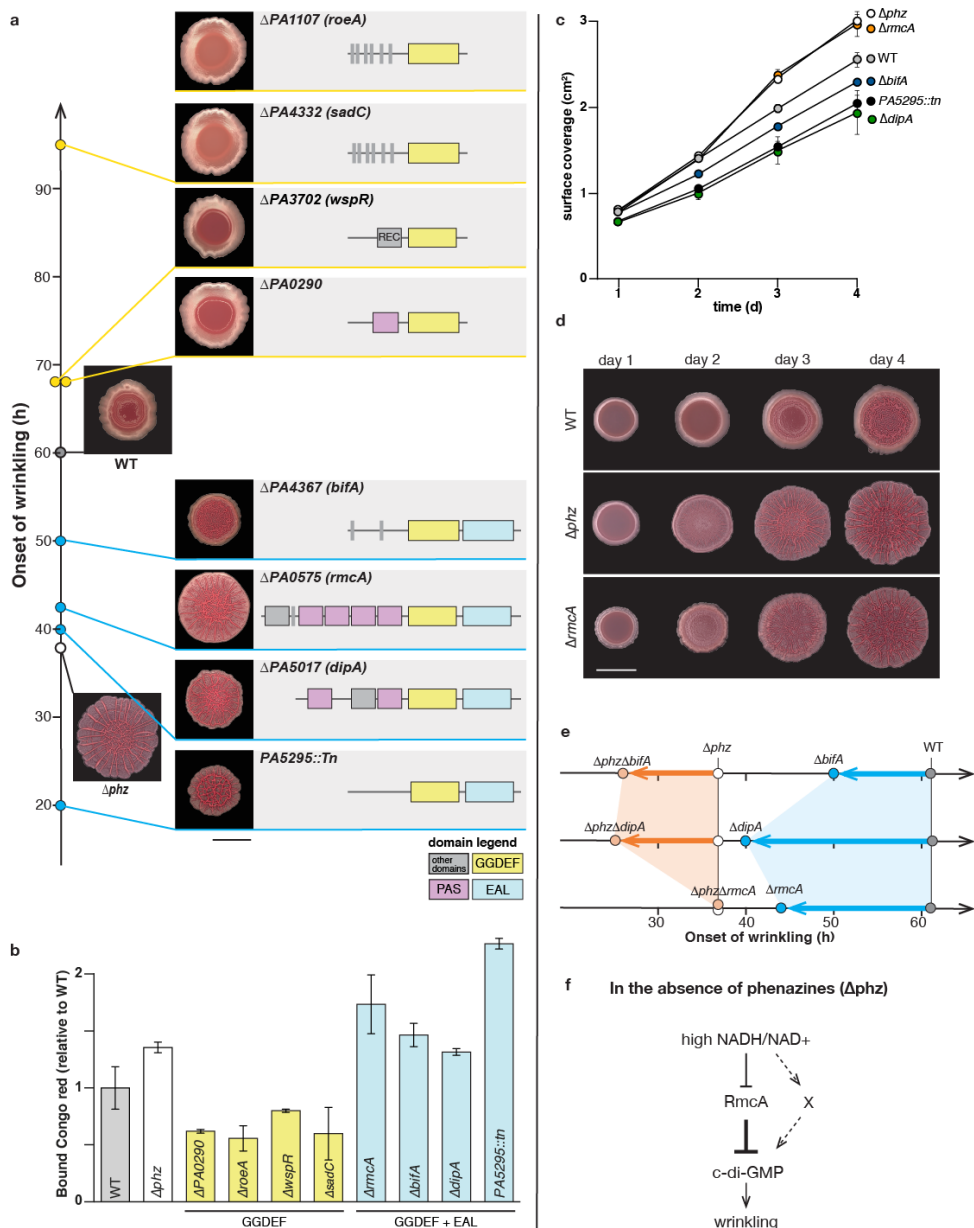 a
ΔPA1107 (roeA)
ΔPA4332 (sadC)
ΔPA3702 (wspR)
REC
ΔPA0290
WT
ΔPA4367 (bifA)
ΔPA0575 (rmcA)
ΔPA5017 (dipA)
PA5295::Tn
Δphz
Onset of wrinkling (h)
90
80
70
60
50
40
30
20
domain legend
other
domains
GGDEF
PAS
EAL
b
Bound Congo red (relative to WT)
2
1
0
WT
Δphz
ΔPA0290
ΔroeA
ΔwspR
ΔsadC
ΔrmcA
ΔbifA
ΔdipA
PA5295::tn
GGDEF
GGDEF + EAL
c
surface coverage (cm²)
3
2
1
0
1 2 3 4
time (d)
Δphz
ΔrmcA
WT
ΔbifA
PA5295::tn
ΔdipA
d
day 1 day 2 day 3 day 4
WT
Δphz
ΔrmcA
e
ΔphzΔbifA Δphz ΔbifA WT
ΔphzΔdipA ΔdipA
ΔphzΔrmcA ΔrmcA
30 40 50 60
Onset of wrinkling (h)
f In the absence of phenazines (Δphz)
high NADH/NAD+
RmcA X
c-di-GMP
wrinkling